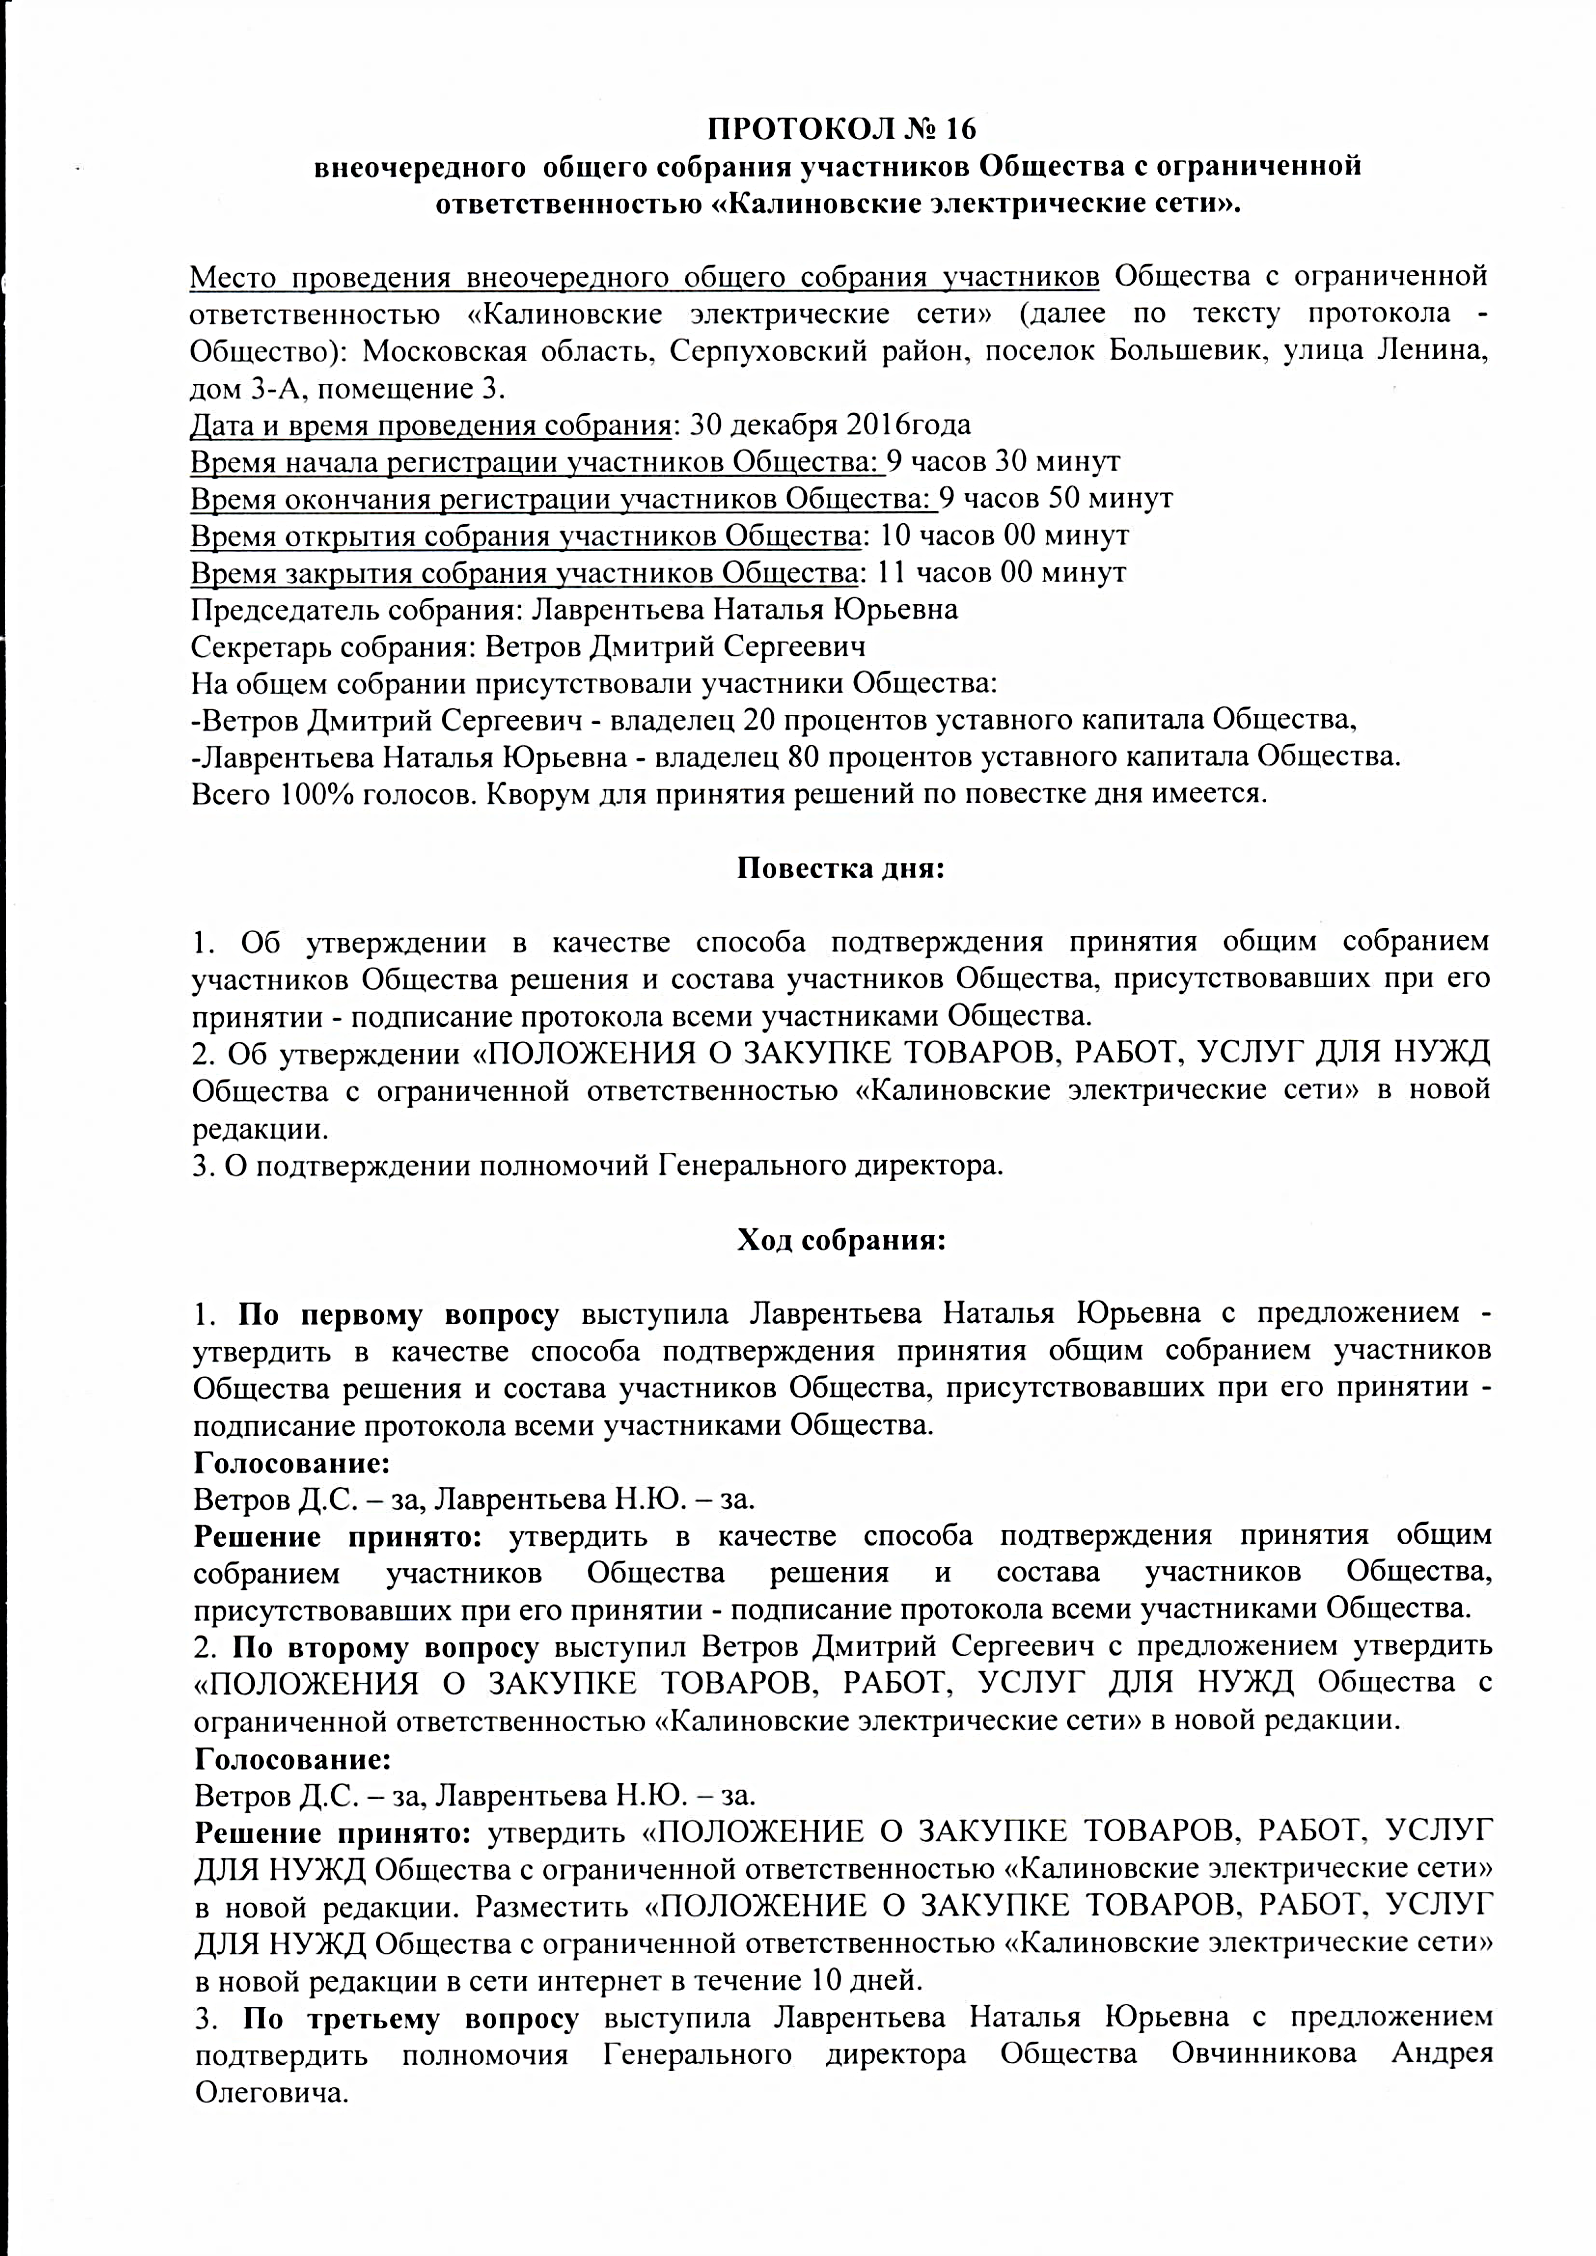 ПРОТОКОЛ № 16
внеочередного общего собрания участников Общества с ограниченной
ответственностью «Калиновские электрические сети».
Место проведения внеочередного общего собрания участников Общества с ограниченной
ответственностью «Калиновские электрические сети» (далее по тексту протокола -
Общество): Московская область, Серпуховский район, поселок Большевик, улица Ленина,
дом 3-А, помещение 3.
Дата и время проведения собрания: 30 декабря 2016года
Время начала регистрации участников Общества: 9 часов 30 минут
Время окончания регистрации участников Общества: 9 часов 50 минут
Время открытия собрания участников Общества: 10 часов 00 минут
Время закрытия собрания участников Общества: 11 часов 00 минут
Председатель собрания: Лаврентьева Наталья Юрьевна
Секретарь собрания: Ветров Дмитрий Сергеевич
На общем собрании присутствовали участники Общества:
-Ветров Дмитрий Сергеевич - владелец 20 процентов уставного капитала Общества,
-Лаврентьева Наталья Юрьевна - владелец 80 процентов уставного капитала Общества.
Всего 100% голосов. Кворум для принятия решений по повестке дня имеется.
Повестка дня:
1. Об утверждении в качестве способа подтверждения принятия общим собранием
участников Общества решения и состава участников Общества, присутствовавших при его
принятии - подписание протокола всеми участниками Общества.
2. Об утверждении «ПОЛОЖЕНИЯ О ЗАКУПКЕ ТОВАРОВ, РАБОТ, УСЛУГ ДЛЯ НУЖД
Общества с ограниченной ответственностью «Калиновские электрические сети» в новой
редакции.
3. О подтверждении полномочий Генерального директора.
Ход собрания:
1. По первому вопросу выступила Лаврентьева Наталья Юрьевна с предложением -
утвердить в качестве способа подтверждения принятия общим собранием участников
Общества решения и состава участников Общества, присутствовавших при его принятии -
подписание протокола всеми участниками Общества.
Голосование:
Ветров Д.С. – за, Лаврентьева Н.Ю. – за.
Решение принято: утвердить в качестве способа подтверждения принятия общим
собранием участников Общества решения и состава участников Общества,
присутствовавших при его принятии - подписание протокола всеми участниками Общества.
2. По второму вопросу выступил Ветров Дмитрий Сергеевич с предложением утвердить
«ПОЛОЖЕНИЯ О ЗАКУПКЕ ТОВАРОВ, РАБОТ, УСЛУГ ДЛЯ НУЖД Общества с
ограниченной ответственностью «Калиновские электрические сети» в новой редакции.
Голосование:
Ветров Д.С. – за, Лаврентьева Н.Ю. – за.
Решение принято: утвердить «ПОЛОЖЕНИЕ О ЗАКУПКЕ ТОВАРОВ, РАБОТ, УСЛУГ
ДЛЯ НУЖД Общества с ограниченной ответственностью «Калиновские электрические сети»
в новой редакции. Разместить «ПОЛОЖЕНИЕ О ЗАКУПКЕ ТОВАРОВ, РАБОТ, УСЛУГ
ДЛЯ НУЖД Общества с ограниченной ответственностью «Калиновские электрические сети»
в новой редакции в сети интернет в течение 10 дней.
3. По третьему вопросу выступила Лаврентьева Наталья Юрьевна с предложением
подтвердить полномочия Генерального директора Общества Овчинникова Андрея
Олеговича.